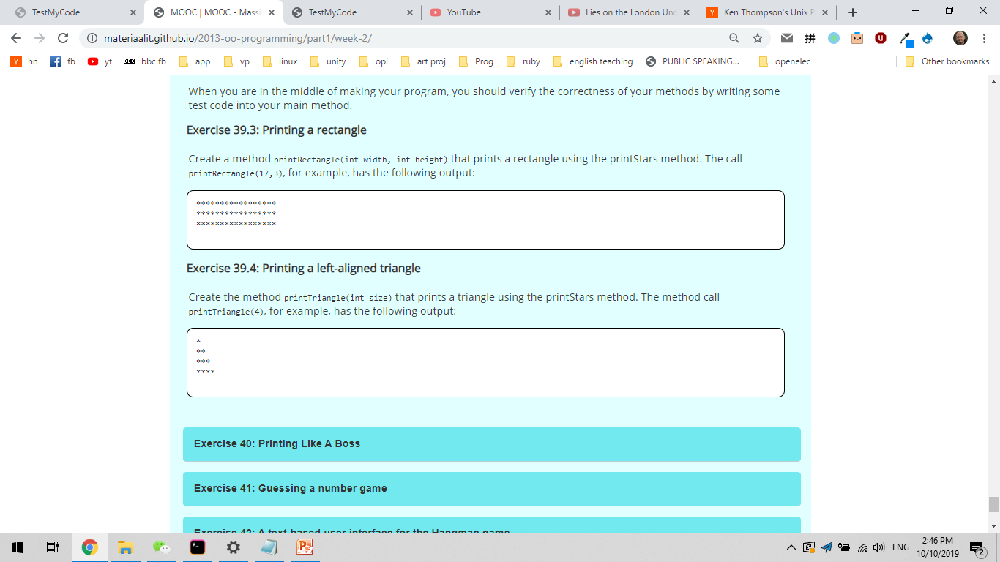 TestMyCode
MOOC | MOOC - Massi
TestMyCode
YouTube
Lies on the London Und
Ken Thompson's Unix P
materiaalit.github.io/2013-oo-programming/part1/week-2/
hn
fb
yt
BBC bbc fb
app
vp
linux
unity
opi
art proj
Prog
ruby
english teaching
PUBLIC SPEAKING...
openelec
Other bookmarks
When you are in the middle of making your program, you should verify the correctness of your methods by writing some
test code into your main method.
Exercise 39.3: Printing a rectangle
Create a method printRectangle(int width, int height) that prints a rectangle using the printStars method. The call
printRectangle(17,3), for example, has the following output:
*****************
*****************
*****************
Exercise 39.4: Printing a left-aligned triangle
Create the method printTriangle(int size) that prints a triangle using the printStars method. The method call
printTriangle(4), for example, has the following output:
*
**
***
****
Exercise 40: Printing Like A Boss
Exercise 41: Guessing a number game
Exercise 42: A text-based user interface for the Hangman game
ENG
2:46 PM
10/10/2019
2